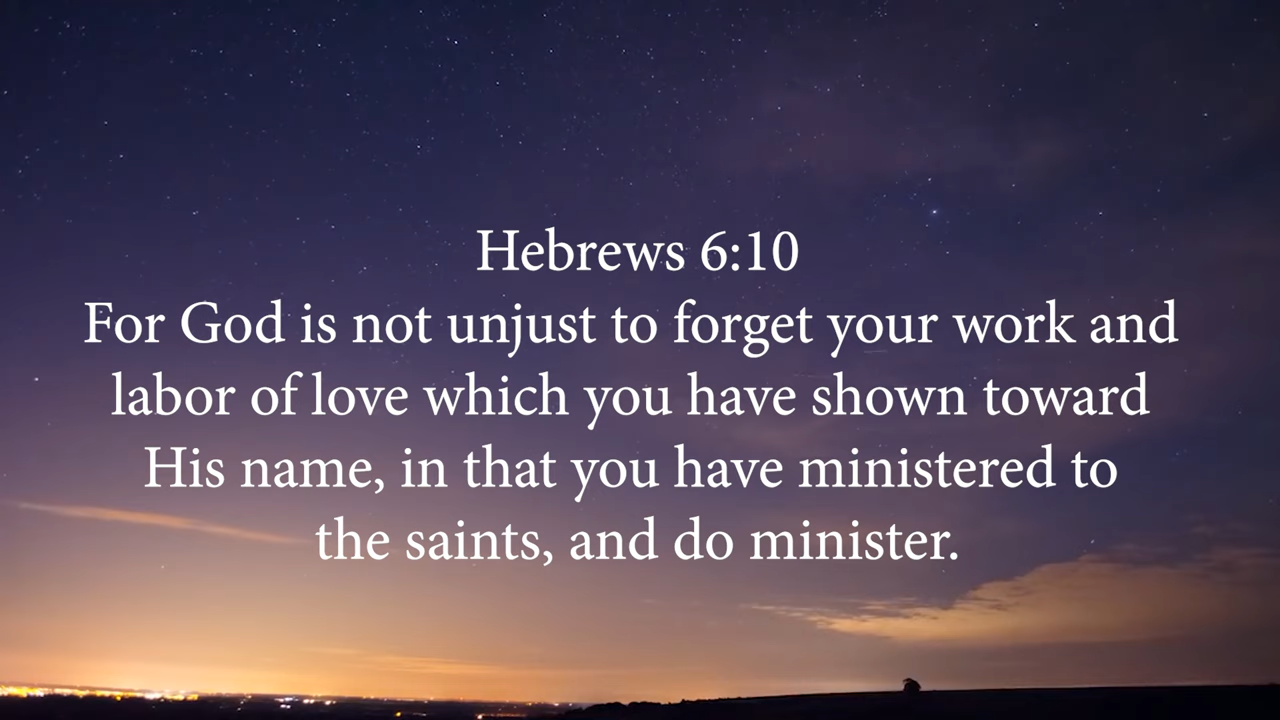 Hebrews 6:10
For God is not unjust to forget your work and
labor of love which you have shown toward
His name, in that you have ministered to
the saints, and do minister.